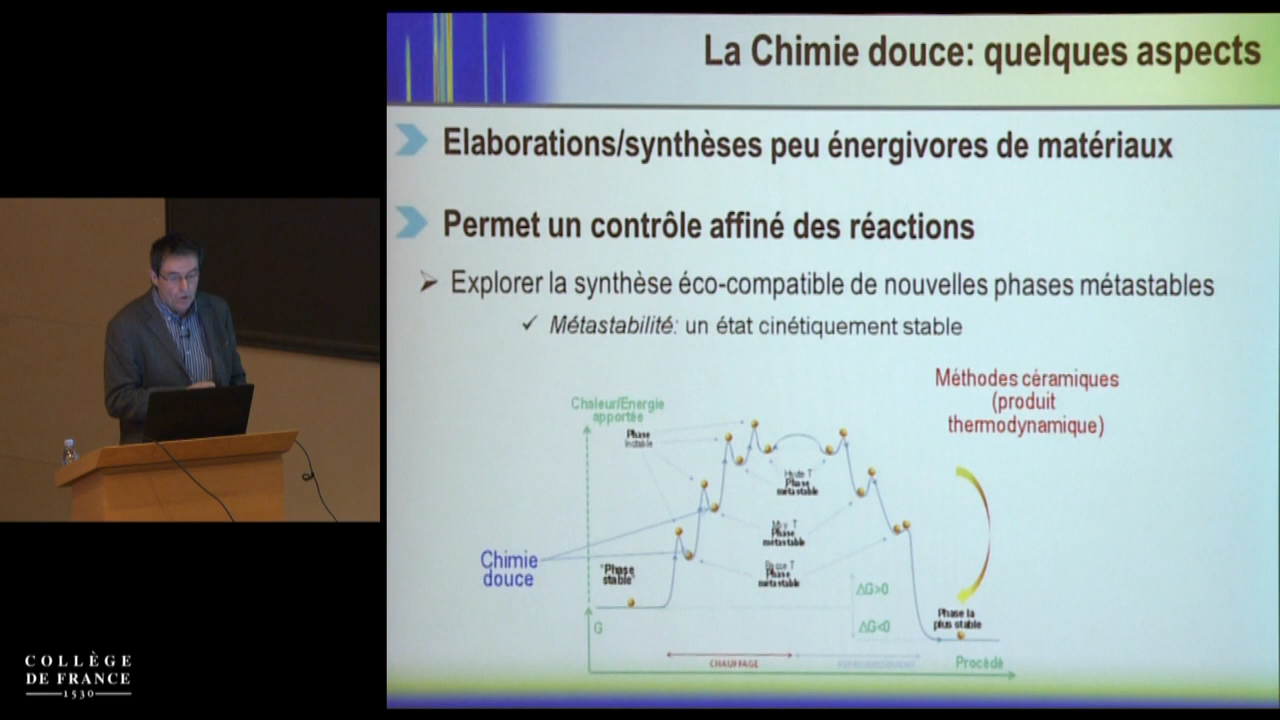 La Chimie douce: quelques aspects
Elaborations/synthèses peu énergivores de matériaux
Permet un contrôle affiné des réactions
Explorer la synthèse éco-compatible de nouvelles phases métastables
Métastabilité: un état cinétiquement stable
Méthodes céramiques
(produit
thermodynamique)
Chaleur/Energie
apportée
Phase
Instable
Haute T
Phase
métastable
Moy. T
Phase
métastable
Basse T
Phase
métastable
Chimie
douce
"Phase
stable"
ΔG>0
ΔG<0
Phase la
plus stable
G
CHAUFFAGE
REFROIDISSEMENT
Procédé
COLLÈGE
DE FRANCE
1530